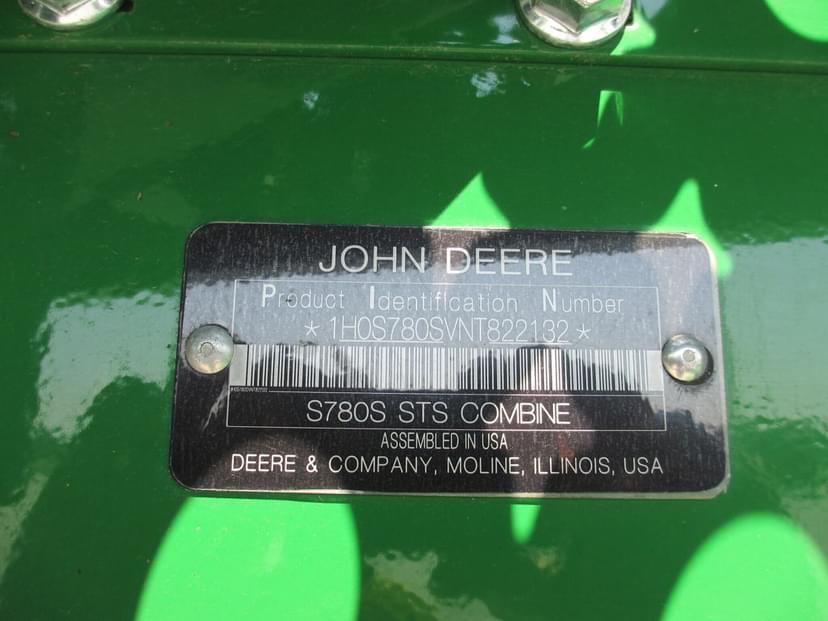 JOHN DEERE
Product Identification Number
*1H0S780SVNT822132*
S780S STS COMBINE
ASSEMBLED IN USA
DEERE & COMPANY, MOLINE, ILLINOIS, USA